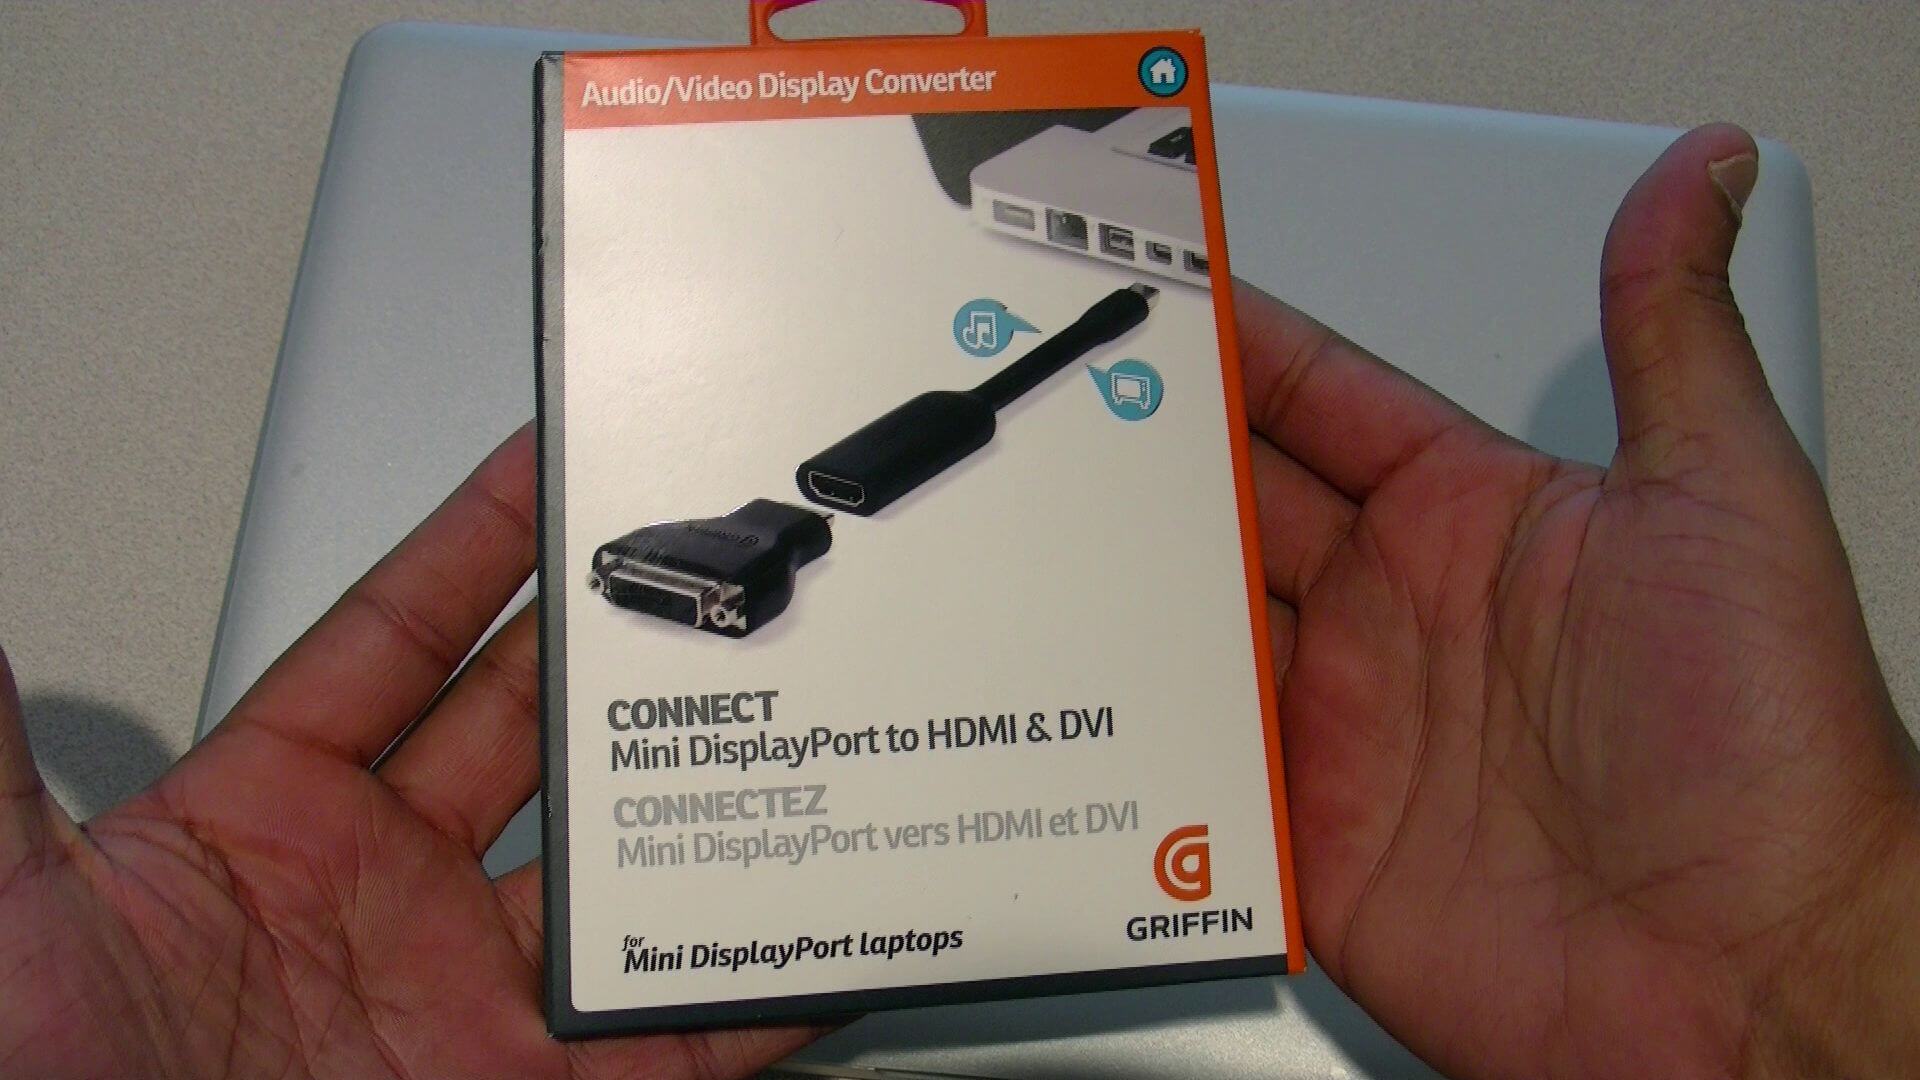 Audio/Video Display Converter
CONNECT
Mini DisplayPort to HDMI & DVI
CONNECTEZ
Mini DisplayPort vers HDMI et DVI
for
Mini DisplayPort laptops
GRIFFIN